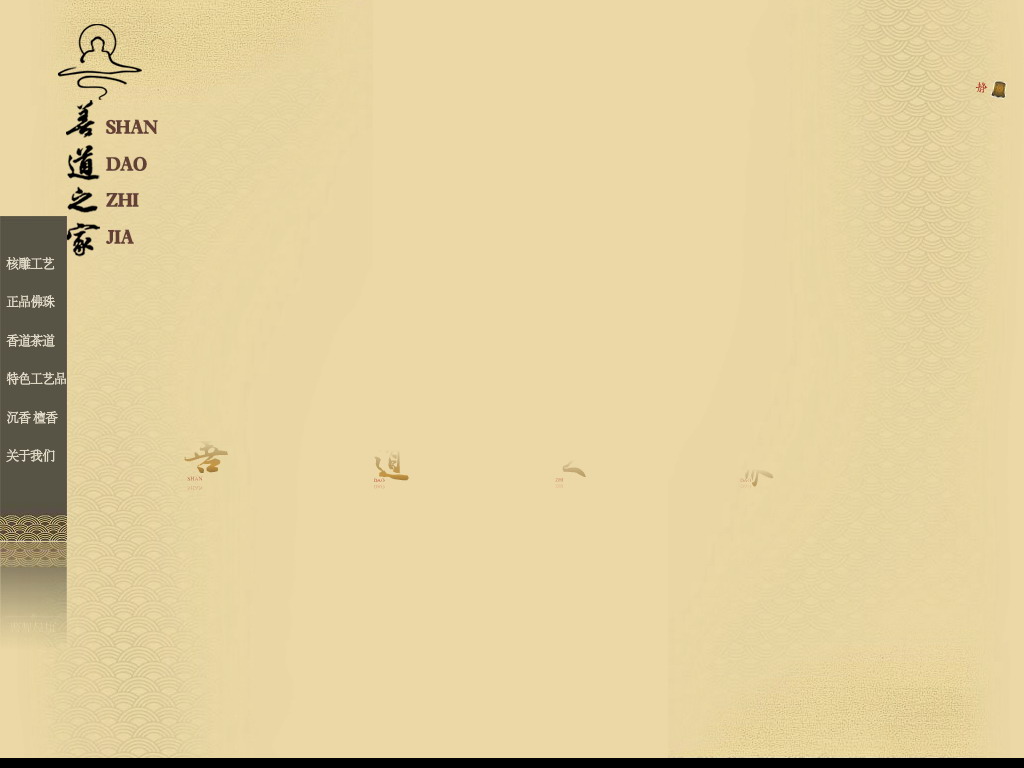 善 SHAN
道 DAO
之 ZHI
家 JIA
静
核雕工艺
正品佛珠
香道茶道
特色工艺品
沉香 檀香
关于我们
SHAN